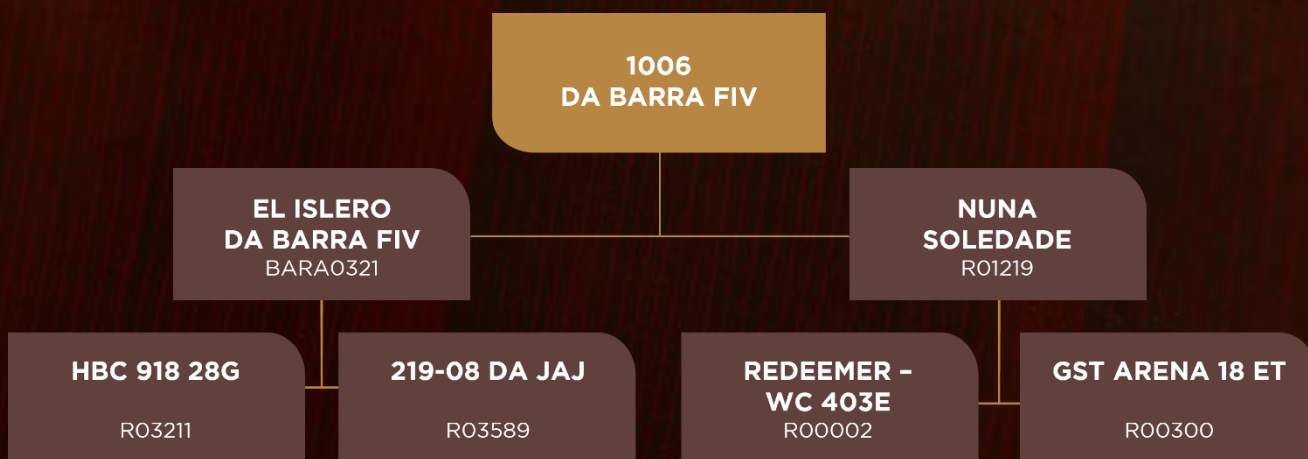 1006
DA BARRA FIV
EL ISLERO
DA BARRA FIV
BARA0321
NUNA
SOLEDADE
R01219
HBC 918 28G
R03211
219-08 DA JAJ
R03589
REDEEMER –
WC 403E
R00002
GST ARENA 18 ET
R00300